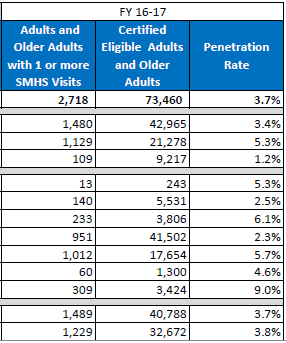 FY 16-17
Adults and Older Adults with 1 or more SMHS Visits Certified Eligible Adults and Older Adults Penetration Rate
2,718 73,460 3.7%
1,480 42,965 3.4%
1,129 21,278 5.3%
109 9,217 1.2%
13 243 5.3%
140 5,531 2.5%
233 3,806 6.1%
951 41,502 2.3%
1,012 17,654 5.7%
60 1,300 4.6%
309 3,424 9.0%
1,489 40,788 3.7%
1,229 32,672 3.8%